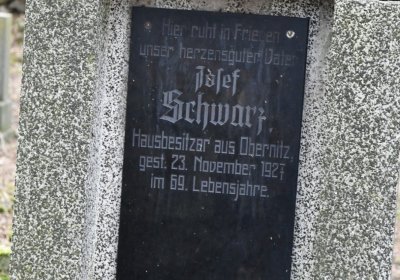 Hier ruht in Frieden
unser herzensguter Vater
Josef
Schwarz
Hausbesitzer aus Obernitz,
gest. 23. November 1927
im 69. Lebensjahre.